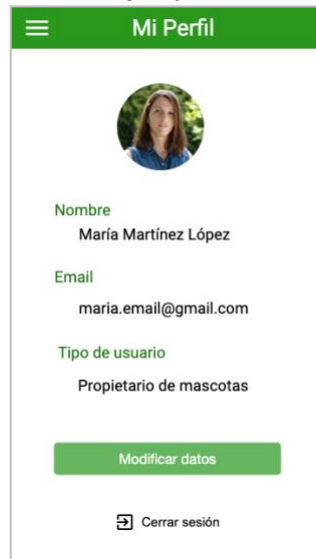 Mi Perfil
Nombre
María Martínez López
Email
maria.email@gmail.com
Tipo de usuario
Propietario de mascotas
Modificar datos
Cerrar sesión